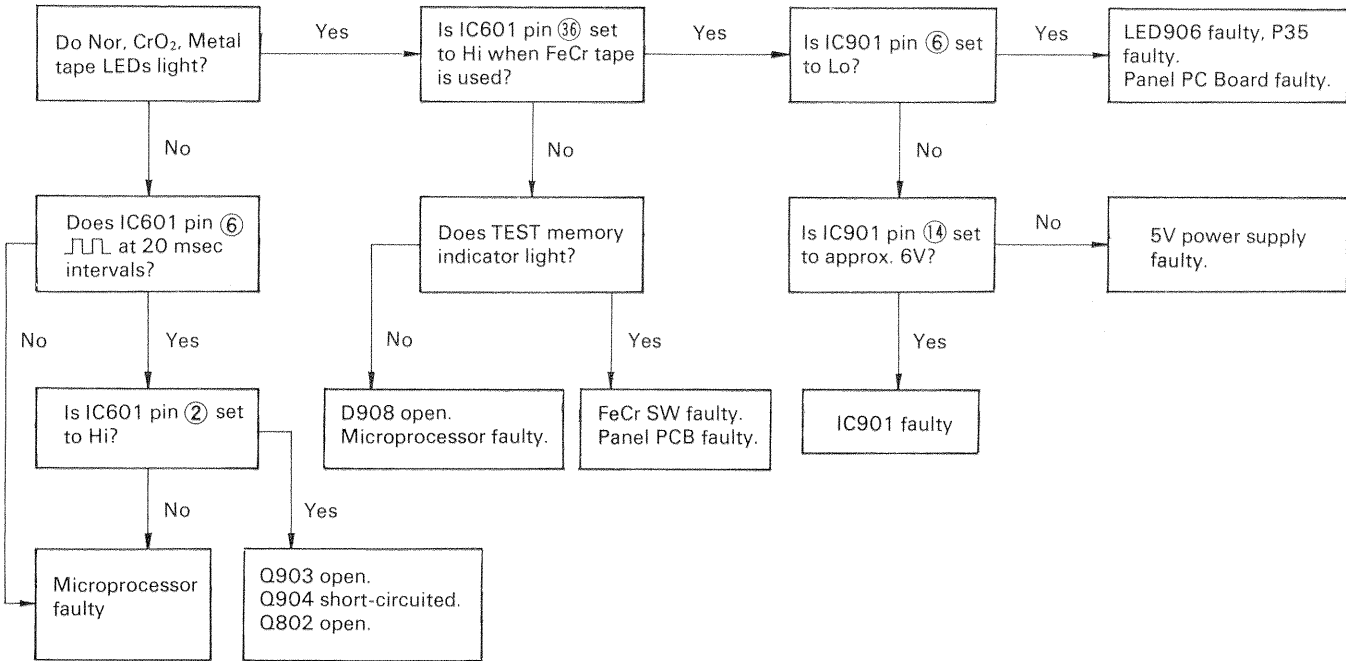 Do Nor, CrO₂, Metal
tape LEDs light?
Yes
Is IC601 pin ㊱ set
to Hi when FeCr tape
is used?
Yes
Is IC901 pin ⑥ set
to Lo?
Yes
LED906 faulty, P35
faulty.
Panel PC Board faulty.
No
No
No
Does IC601 pin ⑥
at 20 msec
intervals?
Does TEST memory
indicator light?
Is IC901 pin ⑭ set
to approx. 6V?
No
5V power supply
faulty.
No
Yes
No
Yes
Yes
Is IC601 pin ② set
to Hi?
D908 open.
Microprocessor faulty.
FeCr SW faulty.
Panel PCB faulty.
IC901 faulty
No
Yes
Microprocessor
faulty
Q903 open.
Q904 short-circuited.
Q802 open.